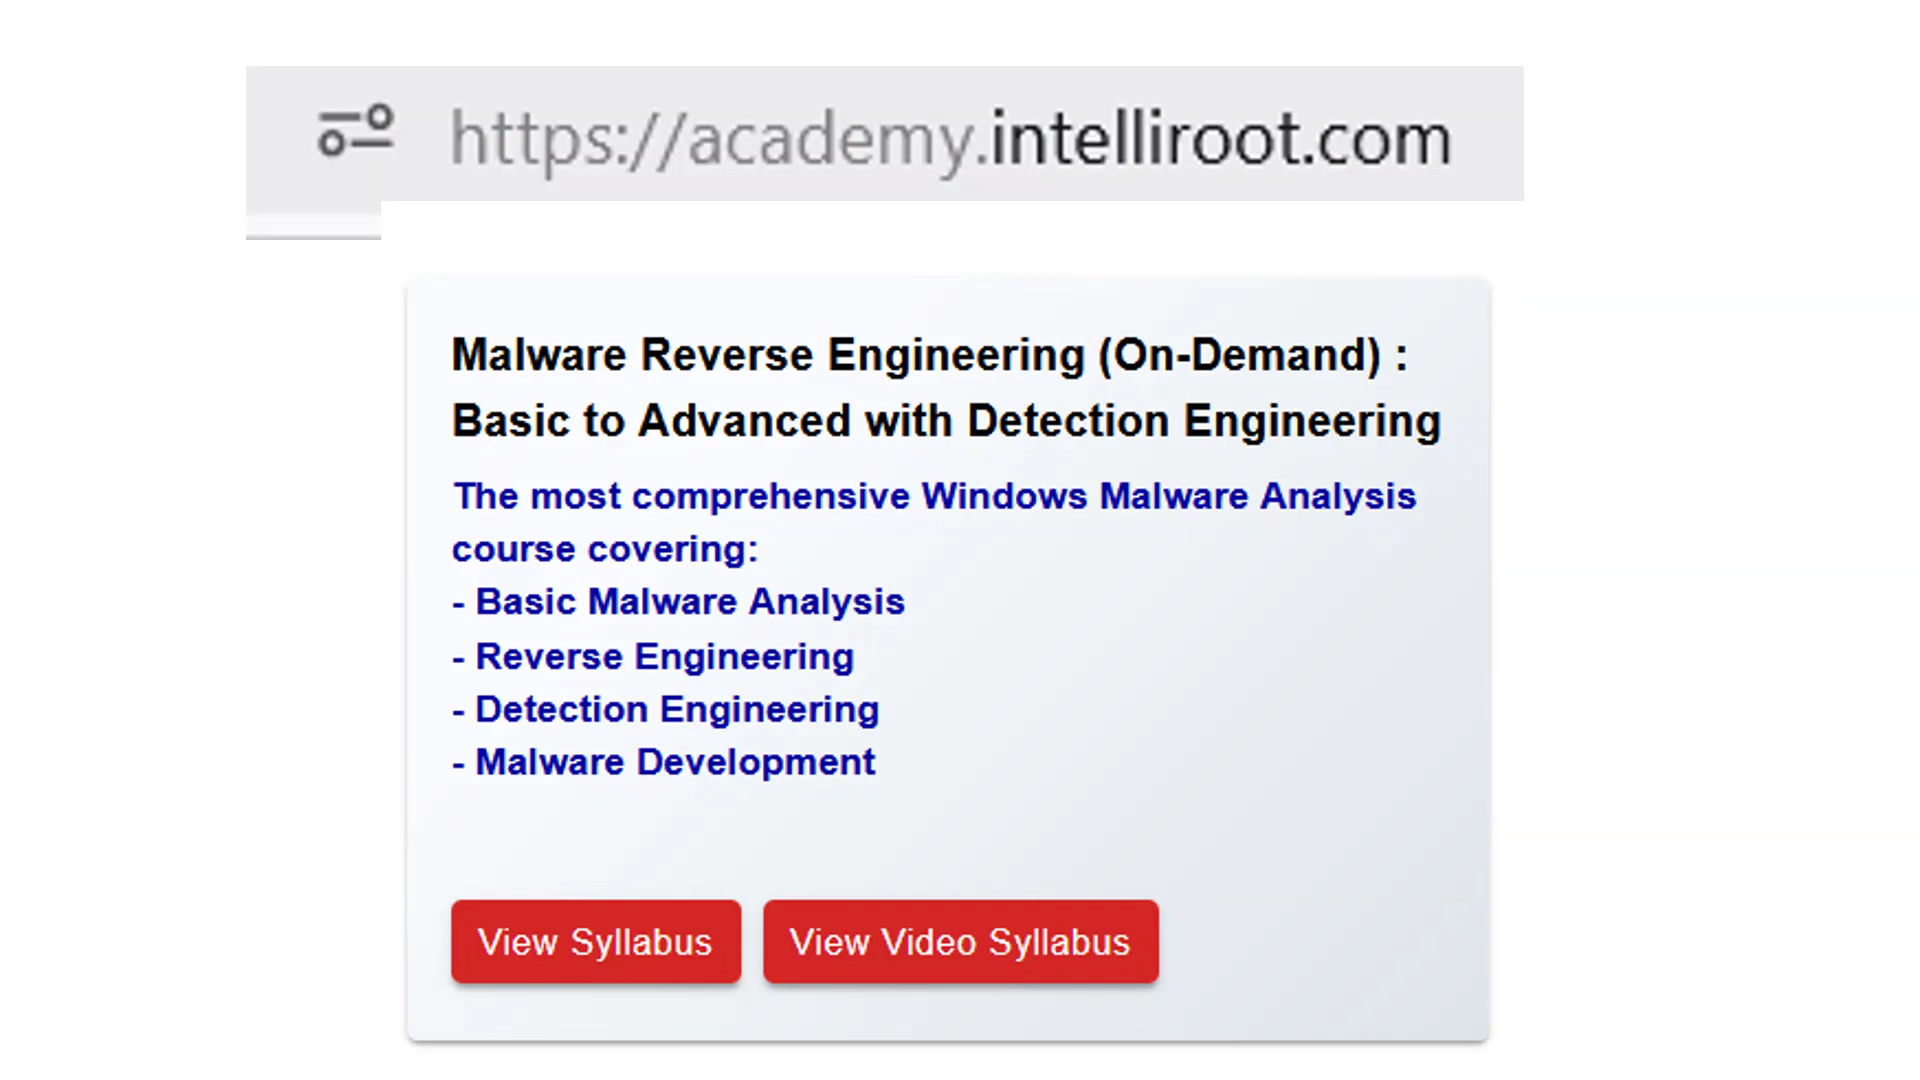 https://academy.intelliroot.com
Malware Reverse Engineering (On-Demand) :
Basic to Advanced with Detection Engineering
The most comprehensive Windows Malware Analysis
course covering:
- Basic Malware Analysis
- Reverse Engineering
- Detection Engineering
- Malware Development
View Syllabus
View Video Syllabus